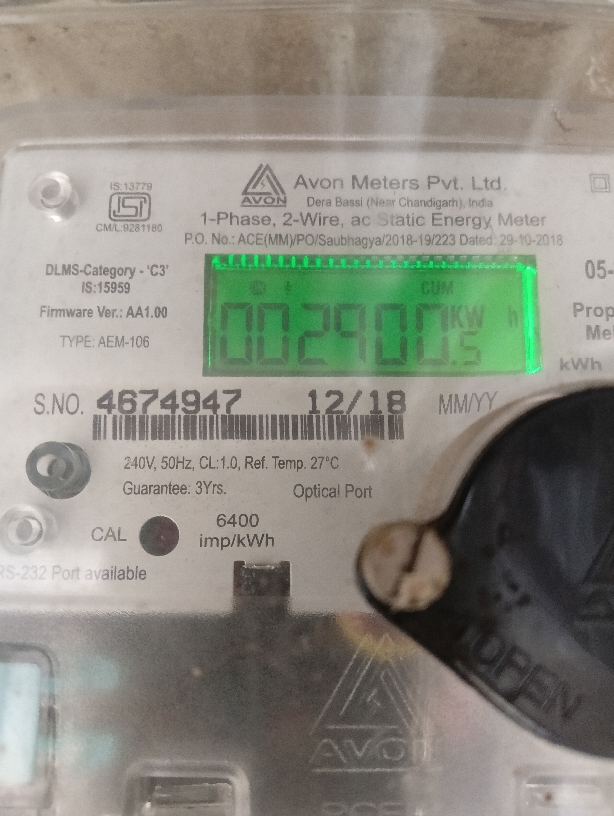 IS:13779
ISI
CM/L:9281180
AVON
Avon Meters Pvt. Ltd.
Dera Bassi (Near Chandigarh), India
1-Phase, 2-Wire, ac Static Energy Meter
P.O. No.: ACE(MM)/PO/Saubhagya/2018-19/223 Dated: 29-10-2018
DLMS-Category - 'C3'
IS:15959
Firmware Ver.: AA1.00
TYPE: AEM-106
CUM
002900.5 KW h
05-
Prop
Me
kWh
S.NO. 4674947 12/18 MM/YY
240V, 50Hz, CL:1.0, Ref. Temp. 27°C
Guarantee: 3Yrs.
Optical Port
CAL
6400
imp/kWh
RS-232 Port available
OPEN
AVON